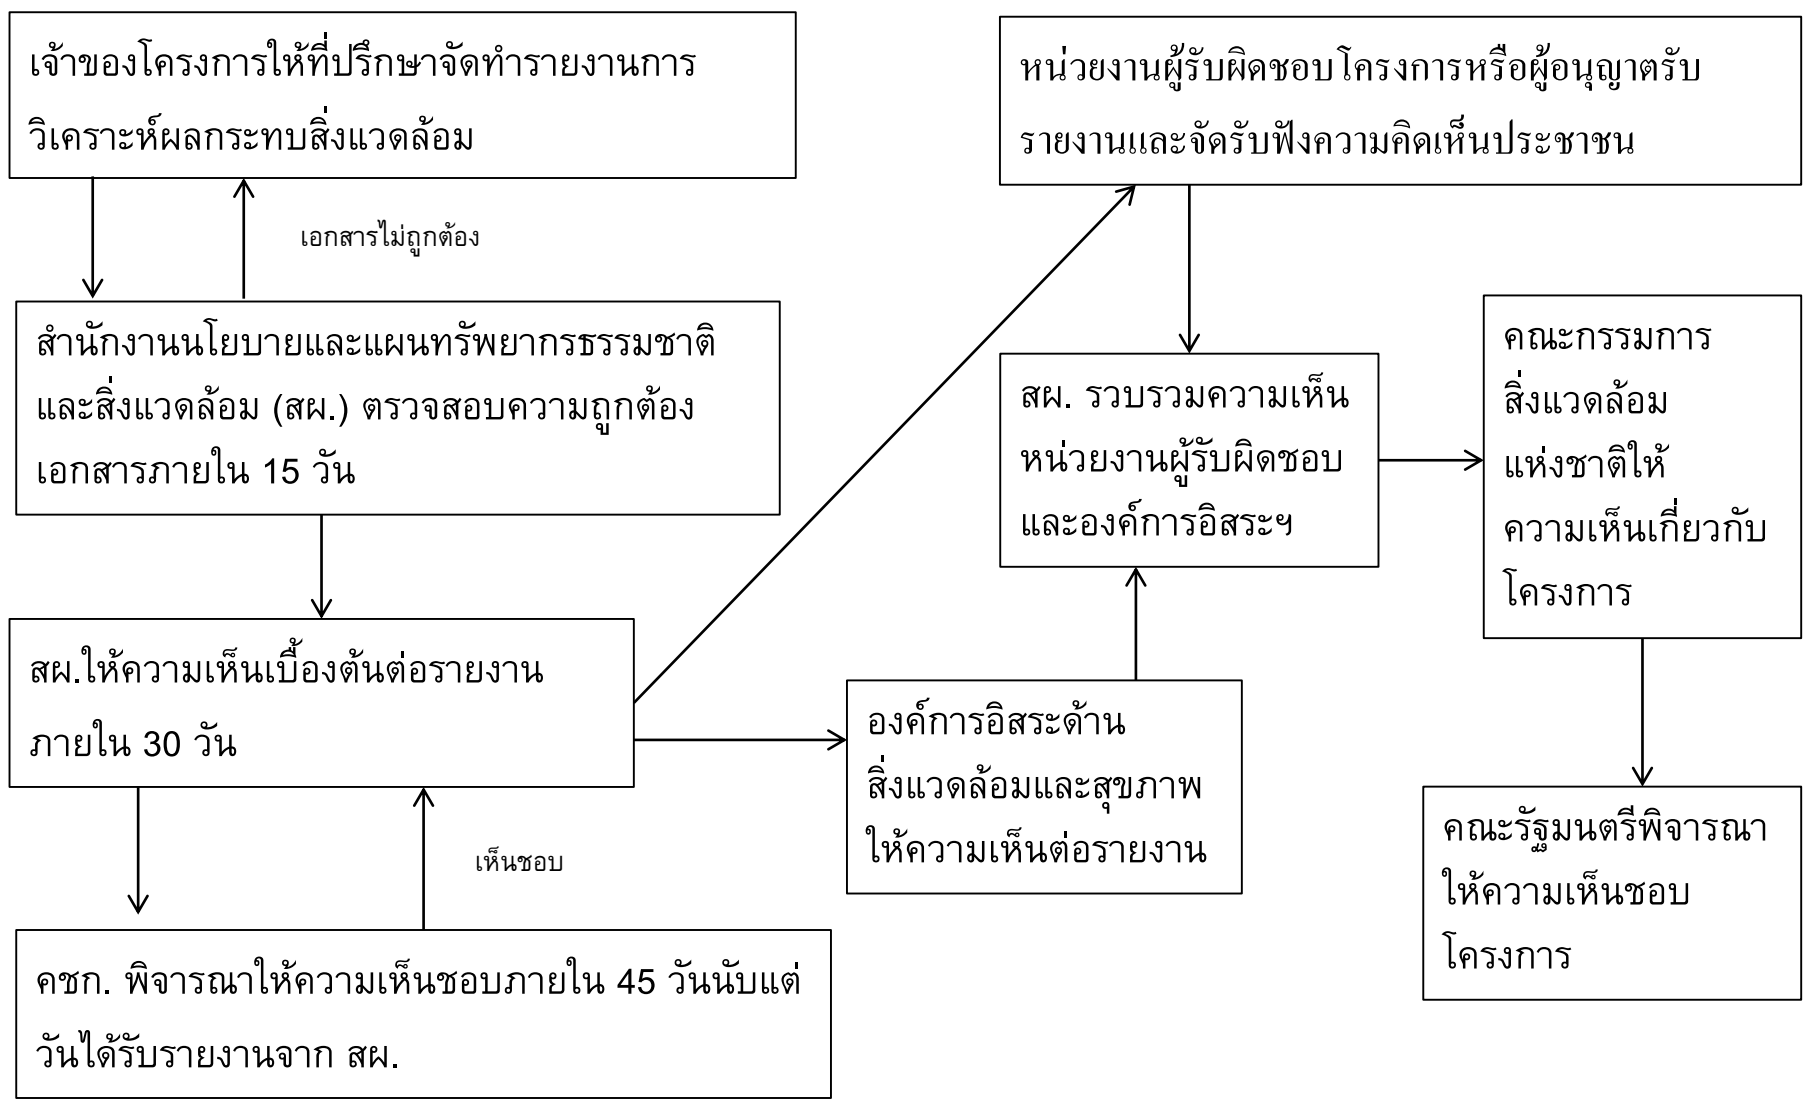 เจ้าของโครงการให้ที่ปรึกษาจัดทำรายงานการ
วิเคราะห์ผลกระทบสิ่งแวดล้อม
เอกสารไม่ถูกต้อง
สำนักงานนโยบายและแผนทรัพยากรธรรมชาติ
และสิ่งแวดล้อม (สผ.) ตรวจสอบความถูกต้อง
เอกสารภายใน 15 วัน
สผ.ให้ความเห็นเบื้องต้นต่อรายงาน
ภายใน 30 วัน
เห็นชอบ
คชก. พิจารณาให้ความเห็นชอบภายใน 45 วันนับแต่
วันได้รับรายงานจาก สผ.
หน่วยงานผู้รับผิดชอบโครงการหรือผู้อนุญาตรับ
รายงานและจัดรับฟังความคิดเห็นประชาชน
องค์การอิสระด้าน
สิ่งแวดล้อมและสุขภาพ
ให้ความเห็นต่อรายงาน
สผ. รวบรวมความเห็น
หน่วยงานผู้รับผิดชอบ
และองค์การอิสระฯ
คณะกรรมการ
สิ่งแวดล้อม
แห่งชาติให้
ความเห็นเกี่ยวกับ
โครงการ
คณะรัฐมนตรีพิจารณา
ให้ความเห็นชอบ
โครงการ